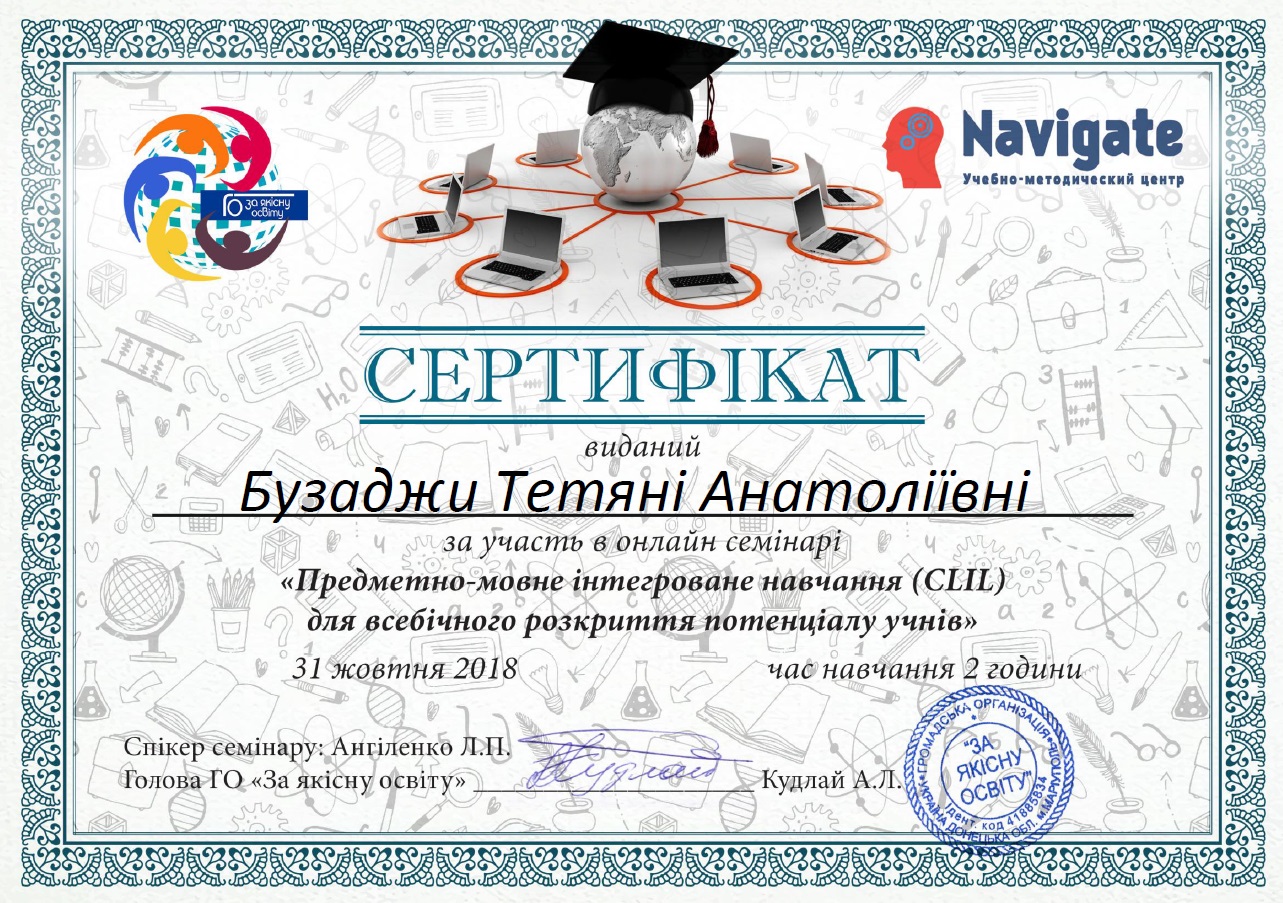 ГО за якісну
освіту
Navigate
Учебно-методический центр
СЕРТИФІКАТ
виданий
Бузаджи Тетяні Анатоліївні
за участь в онлайн семінарі
«Предметно-мовне інтегроване навчання (CLIL)
для всебічного розкриття потенціалу учнів»
31 жовтня 2018
час навчання 2 години
Спікер семінару: Ангіленко Л.П.
Голова ГО «За якісну освіту» Кудлай А.Л.
ГРОМАДСЬКА ОРГАНІЗАЦІЯ
УКРАЇНА ДОНЕЦЬКА ОБЛ. М.МАРІУПОЛЬ
"ЗА
ЯКІСНУ
ОСВІТУ"
Ідент. код 41885834
H₂O